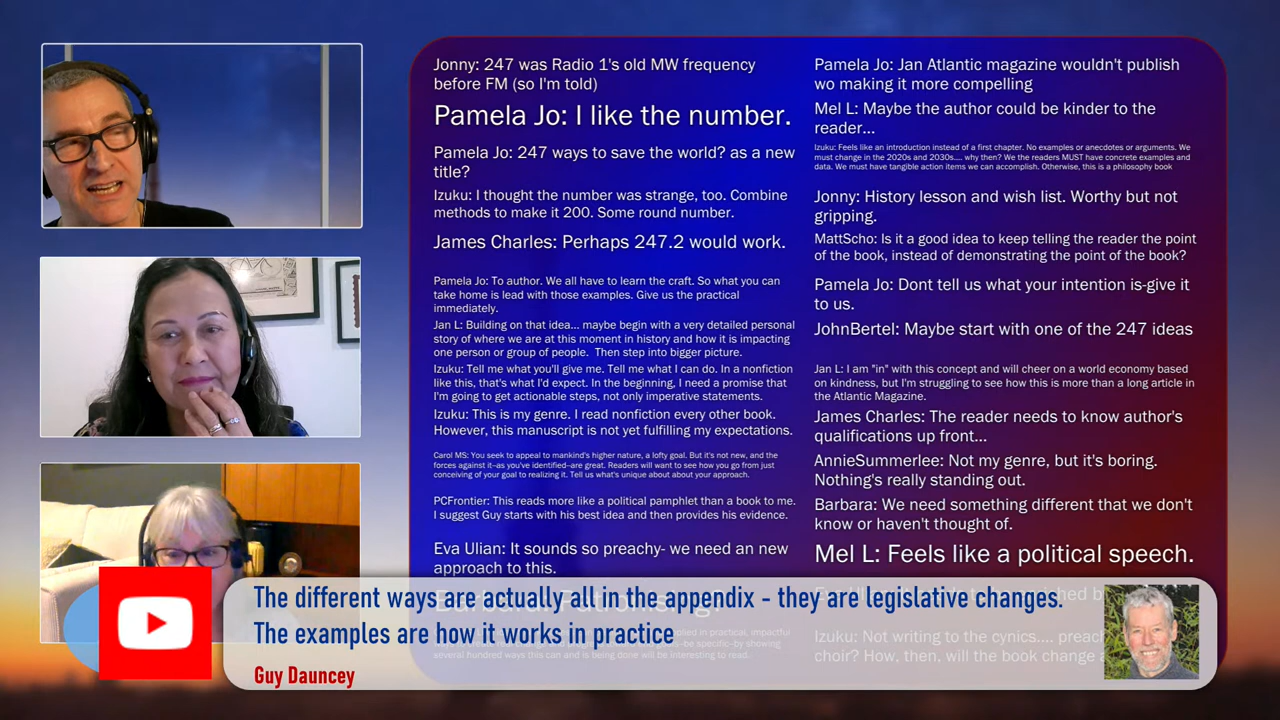 Jonny: 247 was Radio 1's old MW frequency
before FM (so I'm told)
Pamela Jo: I like the number.
Pamela Jo: 247 ways to save the world? as a new
title?
Izuku: I thought the number was strange, too. Combine
methods to make it 200. Some round number.
James Charles: Perhaps 247.2 would work.
Pamela Jo: To author. We all have to learn the craft. So what you can
take home is lead with those examples. Give us the practical
immediately.
Jan L: Building on that idea... maybe begin with a very detailed personal
story of where we are at this moment in history and how it is impacting
one person or group of people. Then step into bigger picture.
Izuku: Tell me what you'll give me. Tell me what I can do. In a nonfiction
like this, that's what I'd expect. In the beginning, I need a promise that
I'm going to get actionable steps, not only imperative statements.
Izuku: This is my genre. I read nonfiction every other book.
However, this manuscript is not yet fulfilling my expectations.
Carol MS: You seek to appeal to mankind's higher nature, a lofty goal. But it's not new, and the
forces against it--as you've identified--are great. Readers will want to see how you go from just
conceiving of your goal to realizing it. Tell us what's unique about about your approach.
PCFrontier: This reads more like a political pamphlet than a book to me.
I suggest Guy starts with his best idea and then provides his evidence.
Eva Ulian: It sounds so preachy- we need an new
approach to this.
Pamela Jo: Jan Atlantic magazine wouldn't publish
wo making it more compelling
Mel L: Maybe the author could be kinder to the
reader...
Izuku: Feels like an introduction instead of a first chapter. No examples or anecdotes or arguments. We
must change in the 2020s and 2030s.... why then? We the readers MUST have concrete examples and
data. We must have tangible action items we can accomplish. Otherwise, this is a philosophy book
Jonny: History lesson and wish list. Worthy but not
gripping.
MattScho: Is it a good idea to keep telling the reader the point
of the book, instead of demonstrating the point of the book?
Pamela Jo: Dont tell us what your intention is-give it
to us.
JohnBertel: Maybe start with one of the 247 ideas
Jan L: I am "in" with this concept and will cheer on a world economy based
on kindness, but I'm struggling to see how this is more than a long article in
the Atlantic Magazine.
James Charles: The reader needs to know author's
qualifications up front...
AnnieSummerlee: Not my genre, but it's boring.
Nothing's really standing out.
Barbara: We need something different that we don't
know or haven't thought of.
Mel L: Feels like a political speech.
Izuku: Not writing to the cynics.... preac
choir? How, then, will the book change a
The different ways are actually all in the appendix - they are legislative changes.
The examples are how it works in practice
Guy Dauncey